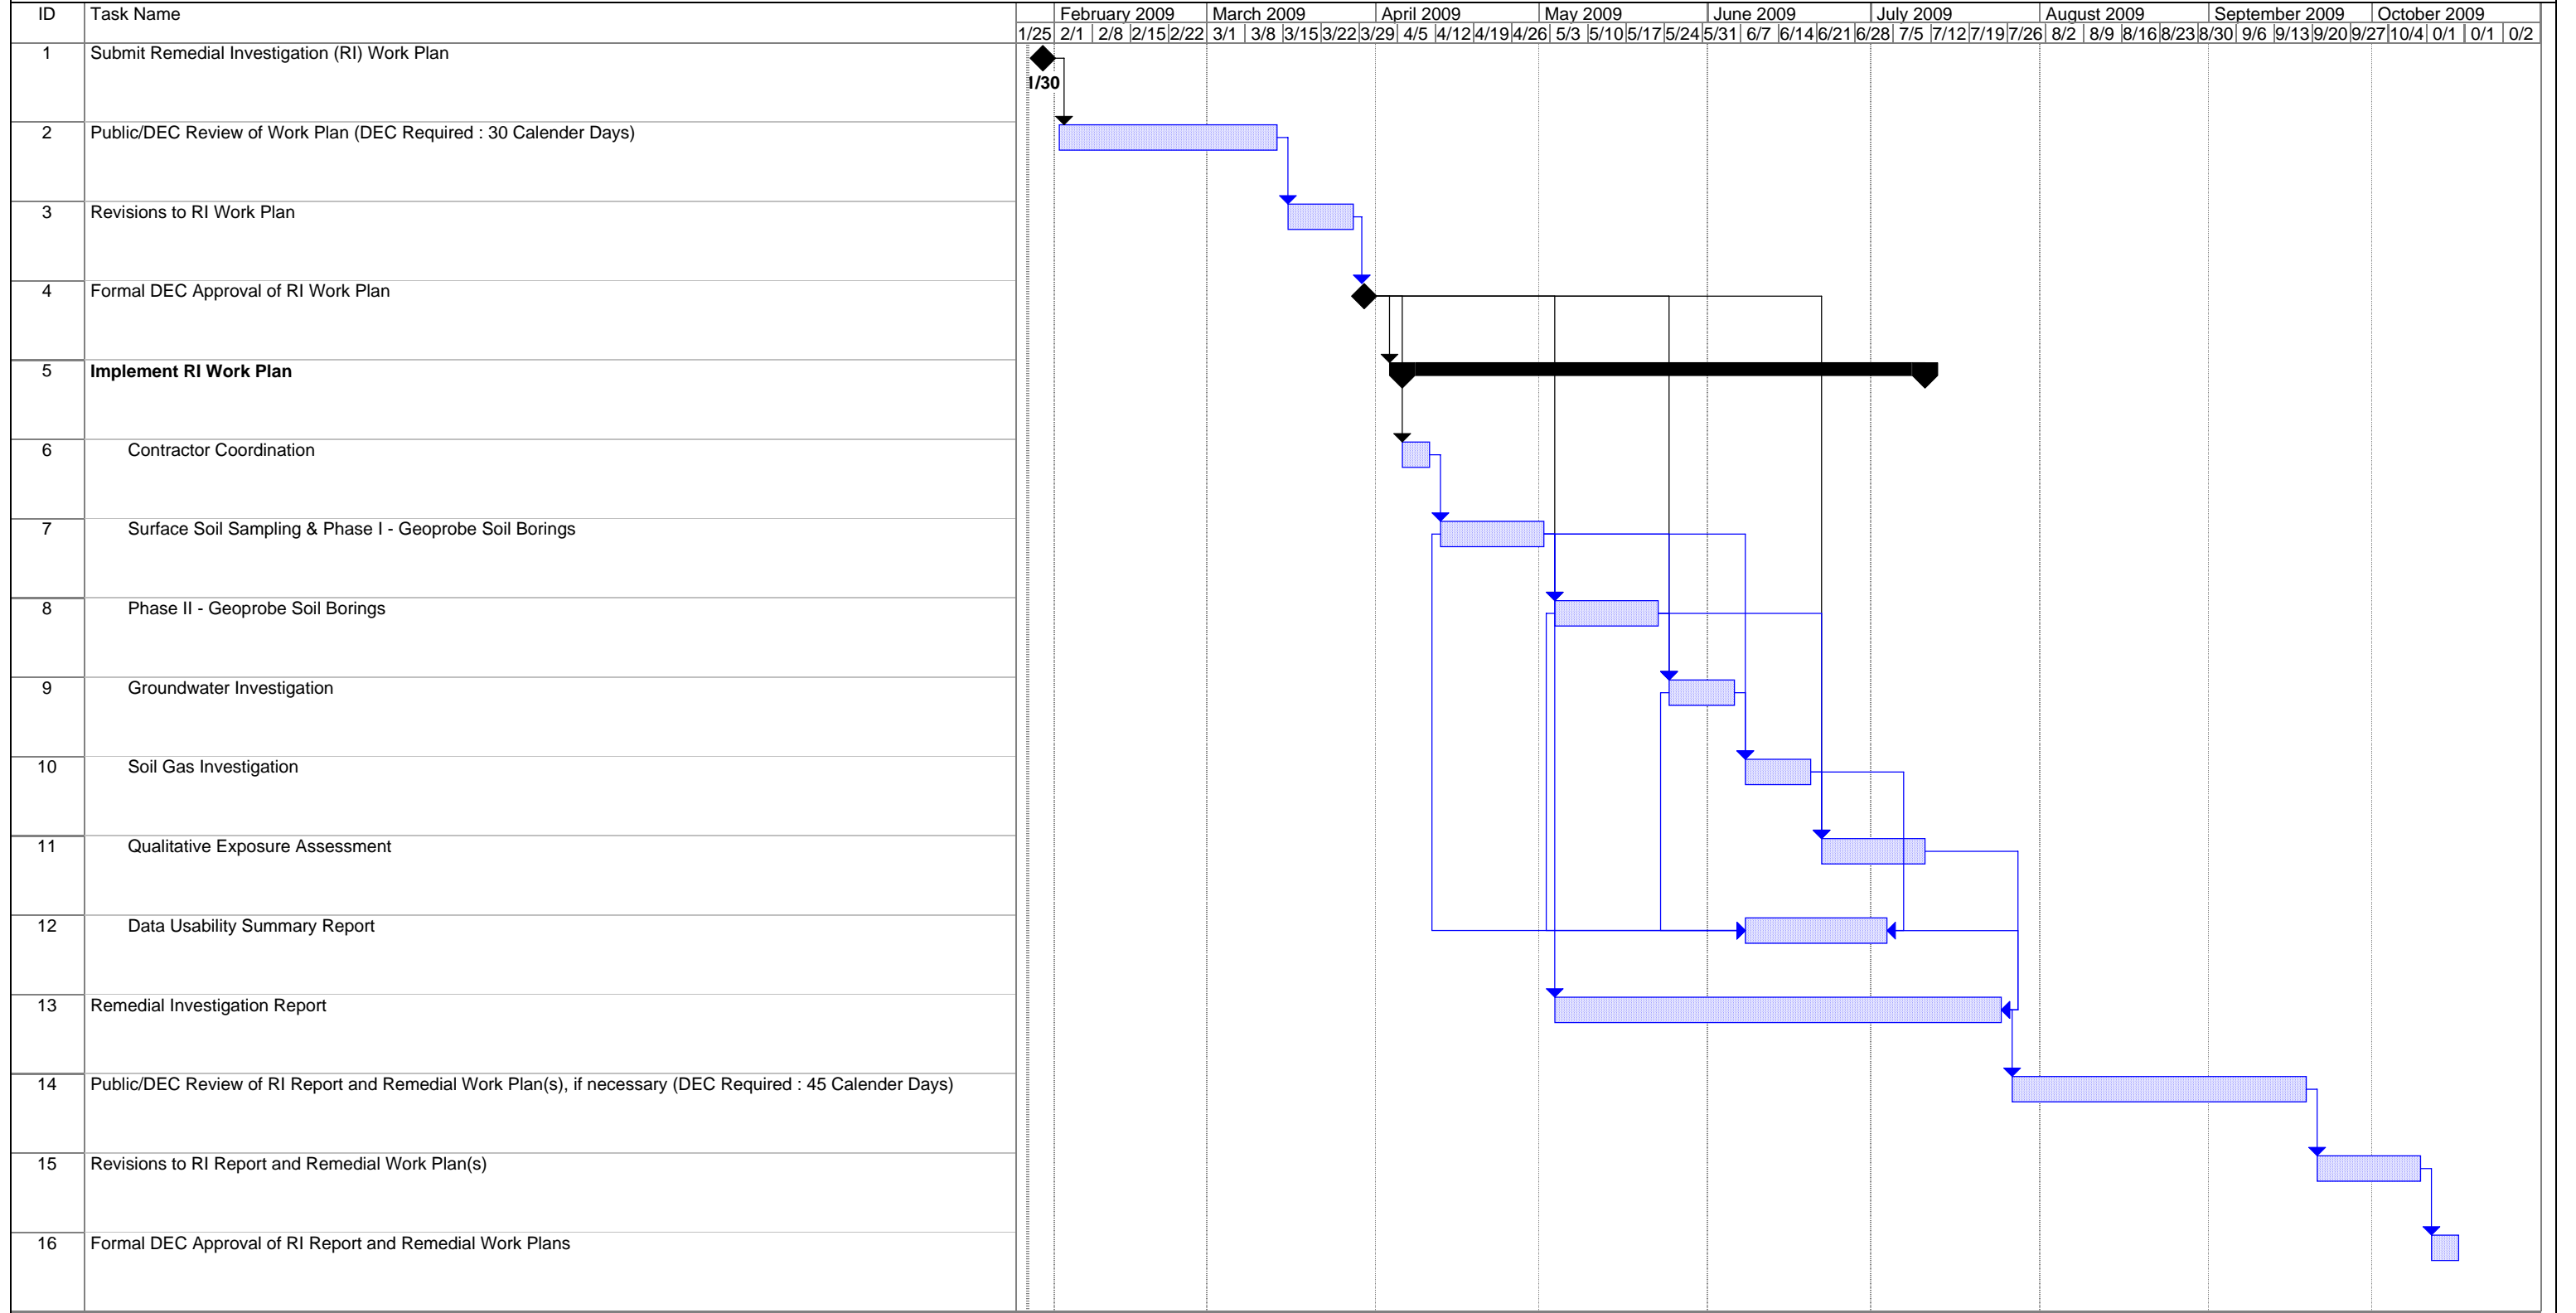 ID Task Name February 2009 March 2009 April 2009 May 2009 June 2009 July 2009 August 2009 September 2009 October 2009
1/25 2/1 2/8 2/15 2/22 3/1 3/8 3/15 3/22 3/29 4/5 4/12 4/19 4/26 5/3 5/10 5/17 5/24 5/31 6/7 6/14 6/21 6/28 7/5 7/12 7/19 7/26 8/2 8/9 8/16 8/23 8/30 9/6 9/13 9/20 9/27 10/4 0/1 0/1 0/2
1 Submit Remedial Investigation (RI) Work Plan
1/30
2 Public/DEC Review of Work Plan (DEC Required : 30 Calender Days)
3 Revisions to RI Work Plan
4 Formal DEC Approval of RI Work Plan
5 Implement RI Work Plan
6 Contractor Coordination
7 Surface Soil Sampling & Phase I - Geoprobe Soil Borings
8 Phase II - Geoprobe Soil Borings
9 Groundwater Investigation
10 Soil Gas Investigation
11 Qualitative Exposure Assessment
12 Data Usability Summary Report
13 Remedial Investigation Report
14 Public/DEC Review of RI Report and Remedial Work Plan(s), if necessary (DEC Required : 45 Calender Days)
15 Revisions to RI Report and Remedial Work Plan(s)
16 Formal DEC Approval of RI Report and Remedial Work Plans